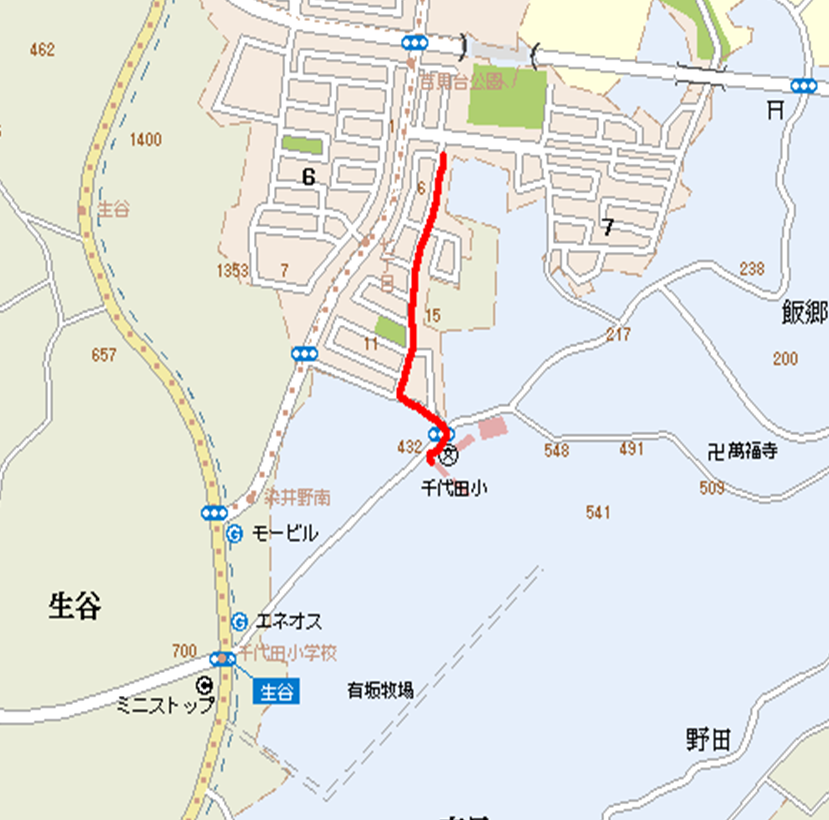 462
1400
6
生谷
6
7
1353
7
238
飯郷
15
11
217
200
657
432
548
491
卍萬福寺
千代田小
509
染井野南
541
モービル
生谷
エネオス
700
千代田小学校
生谷
ミニストップ
有坂牧場
野田